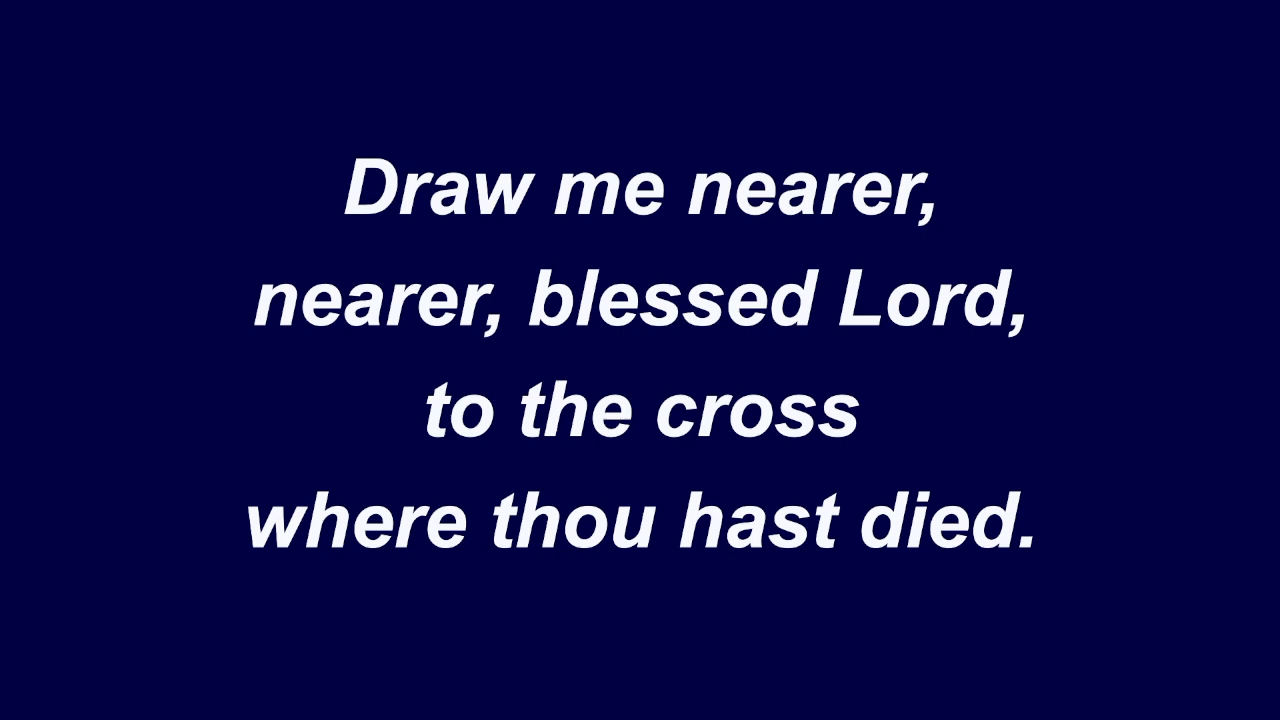 Draw me nearer,
nearer, blessed Lord,
to the cross
where thou hast died.